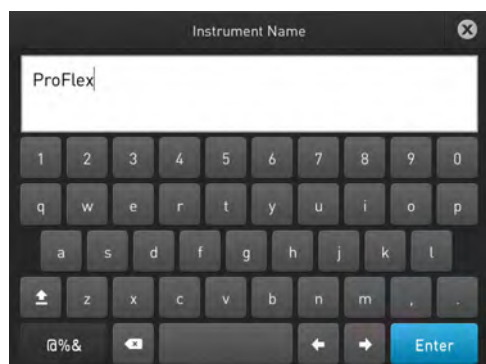 Instrument Name
ProFlex
1 2 3 4 5 6 7 8 9 0
q w e r t y u i o p
a s d f g h j k l
z x c v b n m , .
@%& Enter